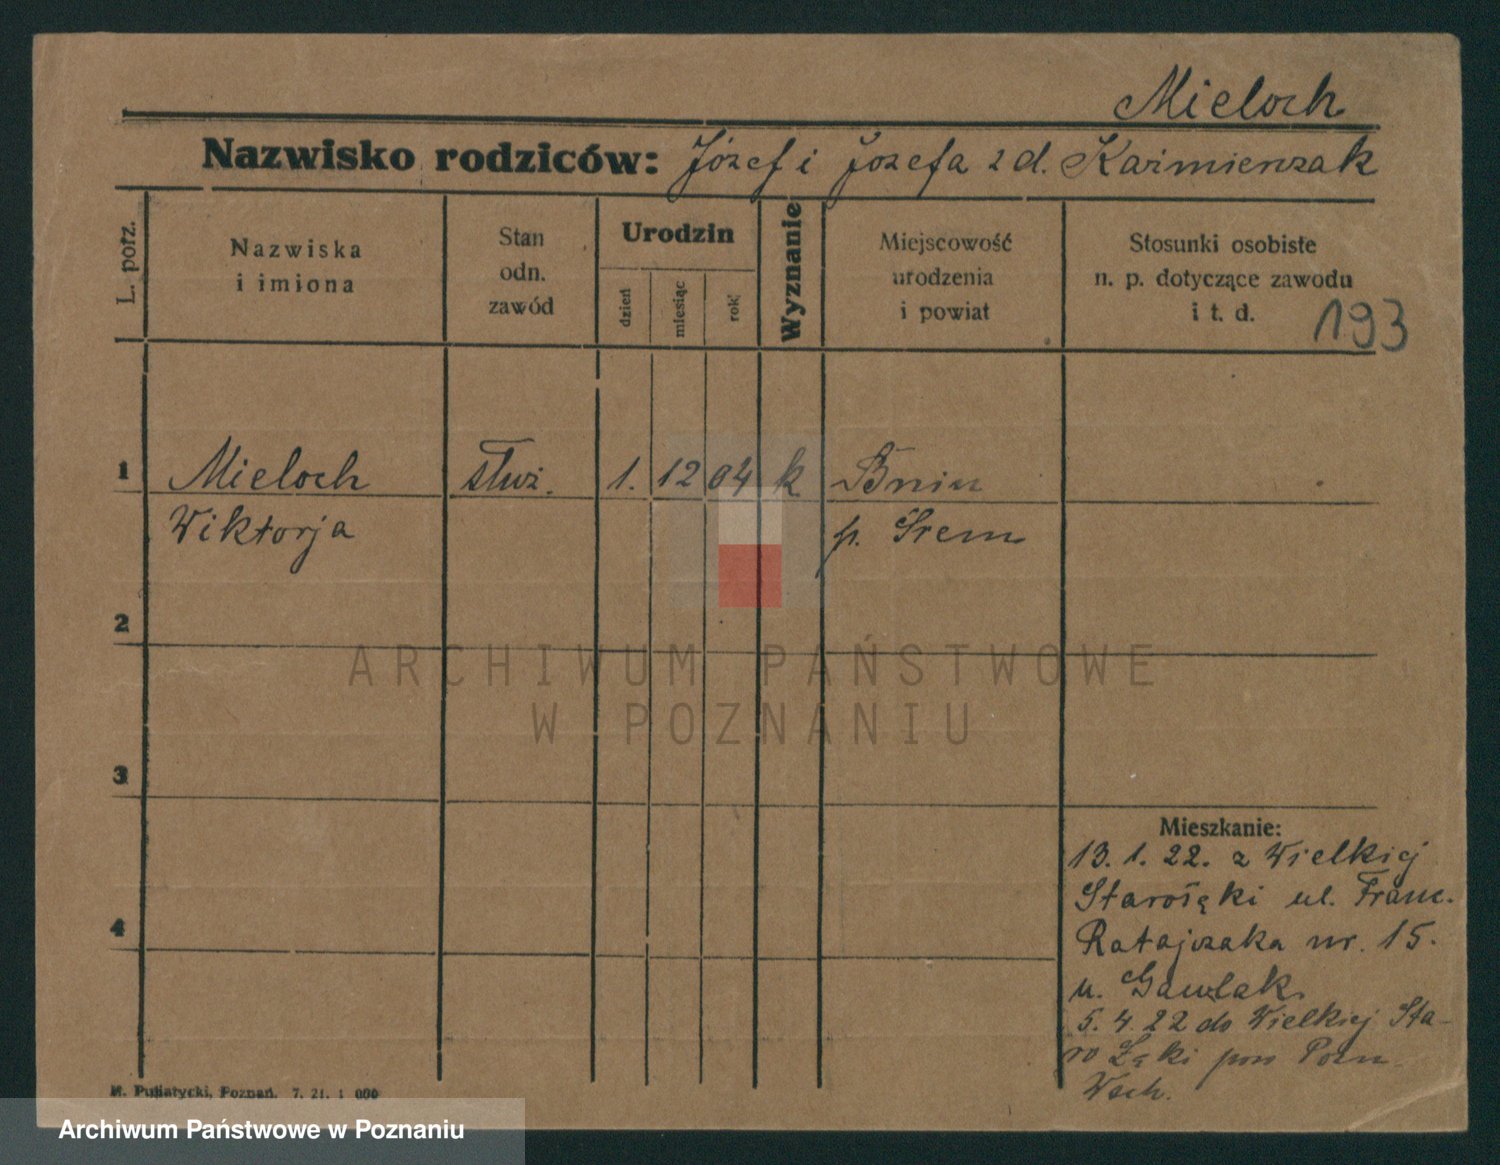 Mieloch
Nazwisko rodziców: Józef i Józefa z d. Kaźmierczak
L. porz.
Nazwiska
i imiona
Stan
odn.
zawód
Urodzin
dzień
miesiąc
rok
Wyznanie
Miejscowość
urodzenia
i powiat
Stosunki osobiste
n. p. dotyczące zawodu
i t. d.
193
1 Mieloch służ. 1. 12 04 k Bnin
Wiktorja p. Śrem
2
3
4
ARCHIWUM PAŃSTWOWE
W POZNANIU
Mieszkanie:
13. 1. 22. z Wielkiej
Starołęki ul. Franc.
Ratajczaka nr. 15.
u. Gawlak
5. 4 22 do Wielkiej Sta-
ro Łęki pow Pozn-
Wsch.
Poznań. 7. 21. 1 000
Archiwum Państwowe w Poznaniu